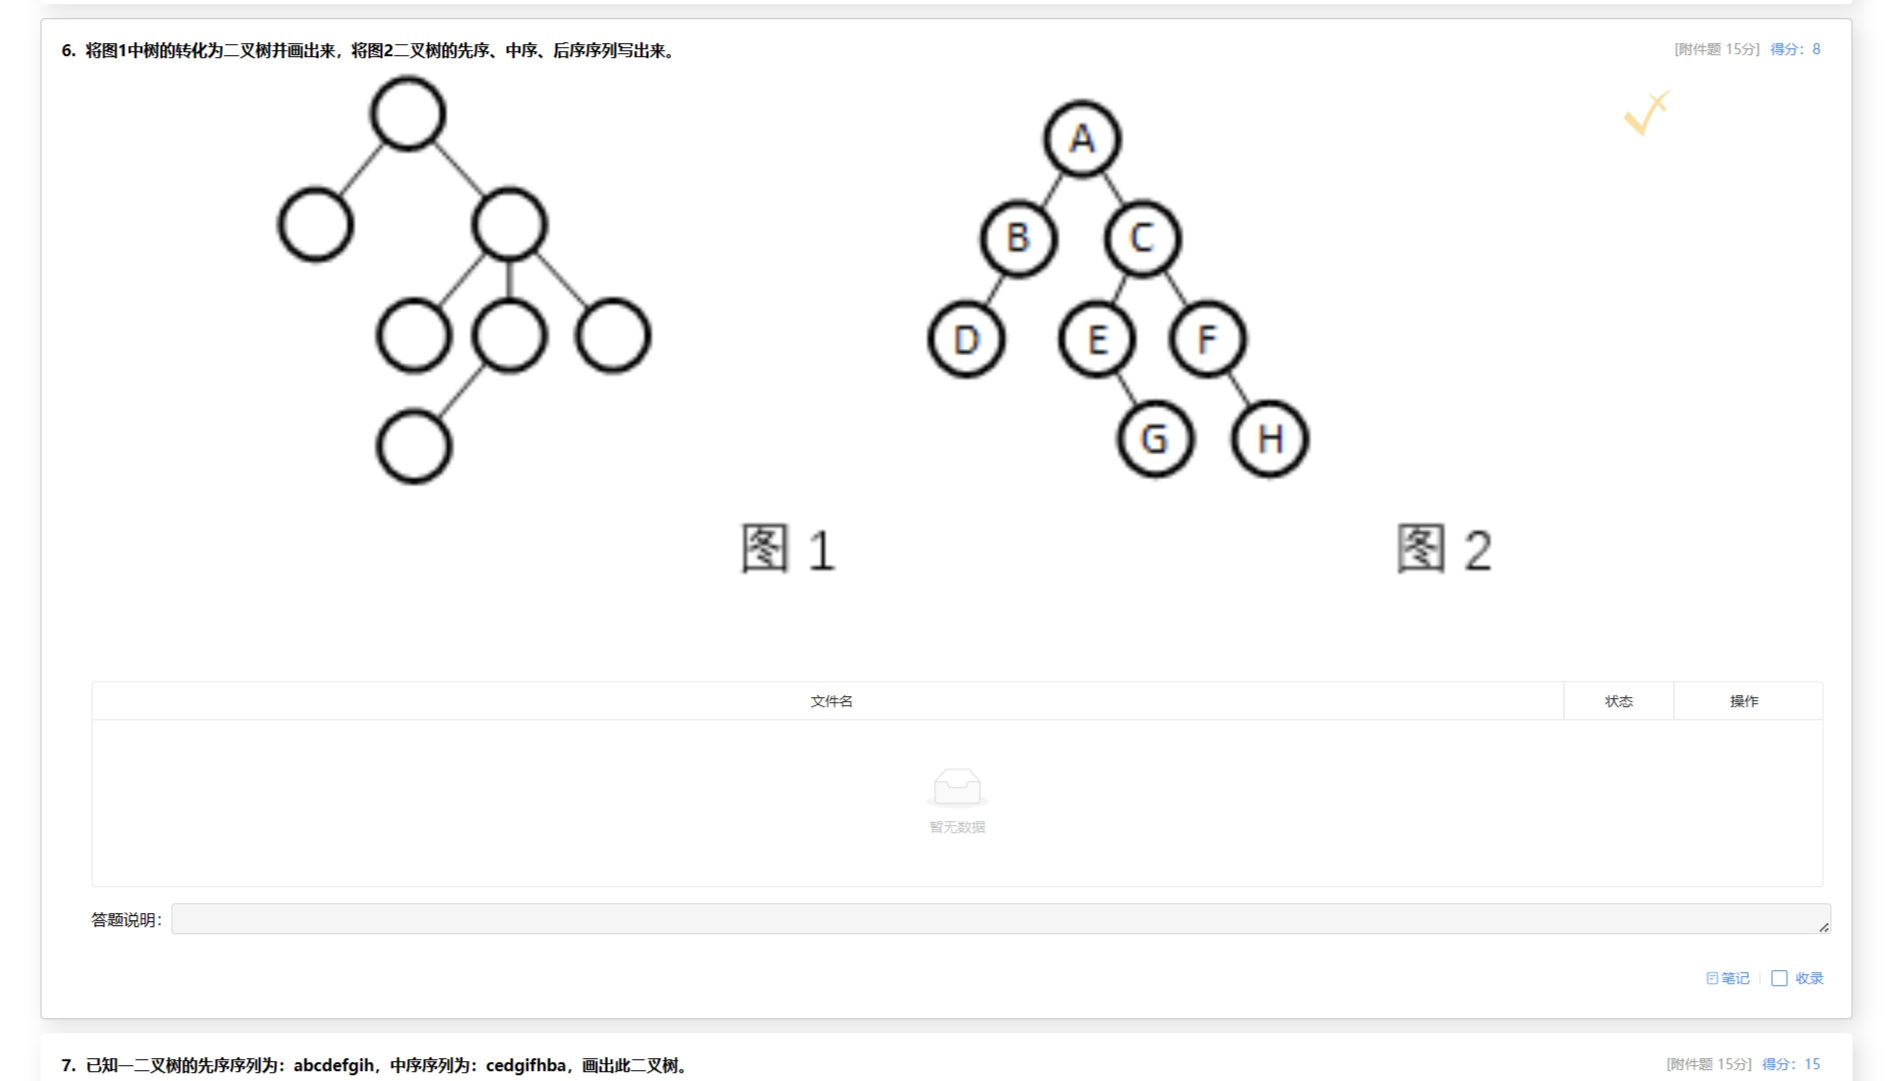 6. 将图1中树的转化为二叉树并画出来，将图2二叉树的先序、中序、后序序列写出来。
[附件题 15分] 得分：8
A
B
C
D
E
F
G
H
图 1
图 2
文件名
状态
操作
暂无数据
答题说明：
笔记
收录
7. 已知一二叉树的先序序列为：abcdefgih，中序序列为：cedgifhba，画出此二叉树。
[附件题 15分] 得分：15